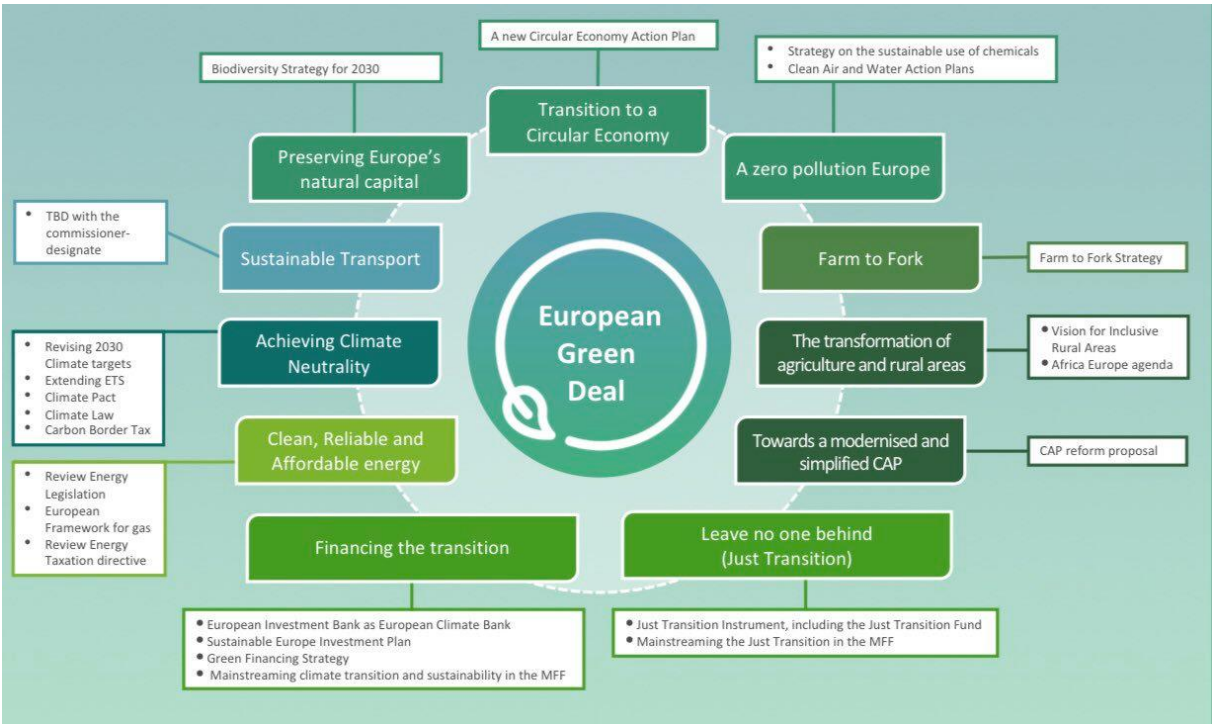 A new Circular Economy Action Plan
Biodiversity Strategy for 2030
• Strategy on the sustainable use of chemicals
• Clean Air and Water Action Plans
Transition to a
Circular Economy
Preserving Europe's
natural capital
A zero pollution Europe
• TBD with the
commissioner-
designate
Sustainable Transport
Farm to Fork
Farm to Fork Strategy
European
Green
Deal
• Revising 2030
Climate targets
• Extending ETS
• Climate Pact
• Climate Law
• Carbon Border Tax
Achieving Climate
Neutrality
The transformation of
agriculture and rural areas
• Vision for Inclusive
Rural Areas
• Africa Europe agenda
• Review Energy
Legislation
• European
Framework for gas
• Review Energy
Taxation directive
Clean, Reliable and
Affordable energy
Towards a modernised and
simplified CAP
CAP reform proposal
Financing the transition
Leave no one behind
(Just Transition)
• European Investment Bank as European Climate Bank
• Sustainable Europe Investment Plan
• Green Financing Strategy
• Mainstreaming climate transition and sustainability in the MFF
• Just Transition Instrument, including the Just Transition Fund
• Mainstreaming the Just Transition in the MFF